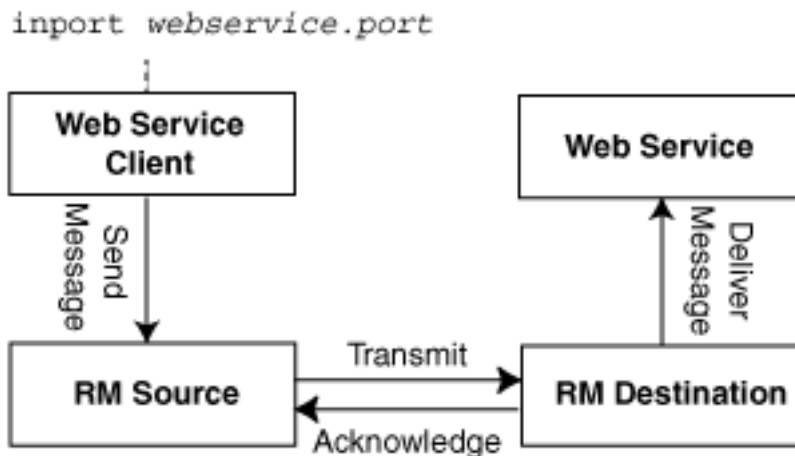 inport webservice.port
Web Service
Client
Web Service
Send
Message
Deliver
Message
RM Source
Transmit
Acknowledge
RM Destination